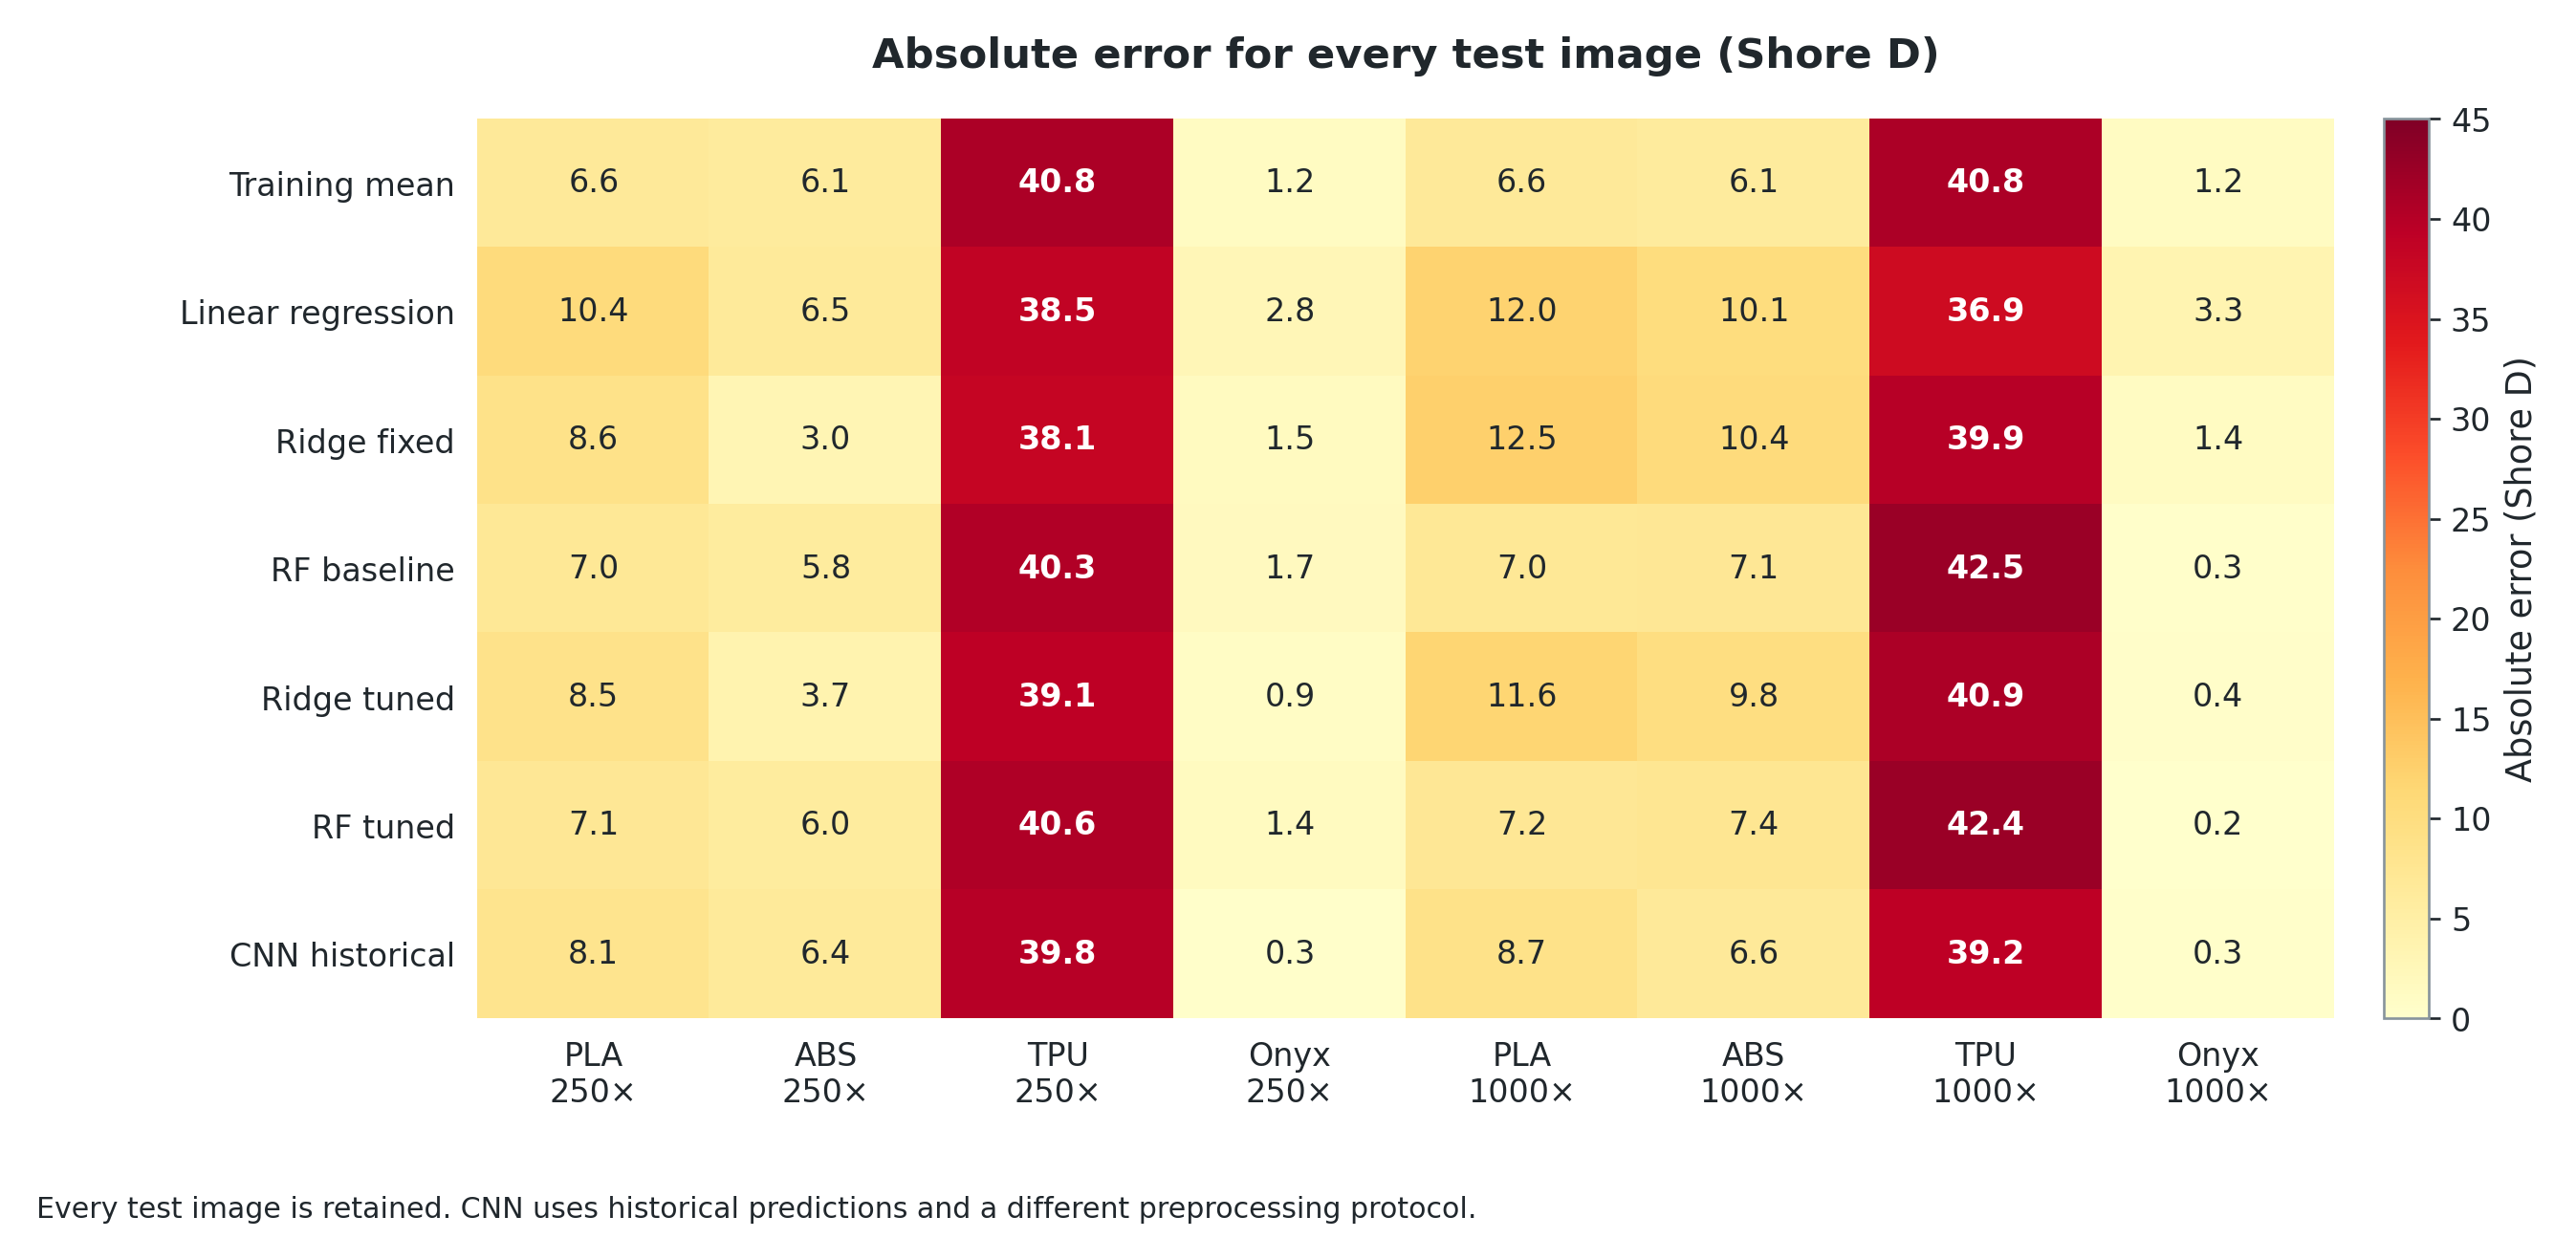 Absolute error for every test image (Shore D)
Training mean 6.6 6.1 40.8 1.2 6.6 6.1 40.8 1.2
Linear regression 10.4 6.5 38.5 2.8 12.0 10.1 36.9 3.3
Ridge fixed 8.6 3.0 38.1 1.5 12.5 10.4 39.9 1.4
RF baseline 7.0 5.8 40.3 1.7 7.0 7.1 42.5 0.3
Ridge tuned 8.5 3.7 39.1 0.9 11.6 9.8 40.9 0.4
RF tuned 7.1 6.0 40.6 1.4 7.2 7.4 42.4 0.2
CNN historical 8.1 6.4 39.8 0.3 8.7 6.6 39.2 0.3
PLA ABS TPU Onyx PLA ABS TPU Onyx
250× 250× 250× 250× 1000× 1000× 1000× 1000×
45
40
35
30
25
20
15
10
5
0
Absolute error (Shore D)
Every test image is retained. CNN uses historical predictions and a different preprocessing protocol.